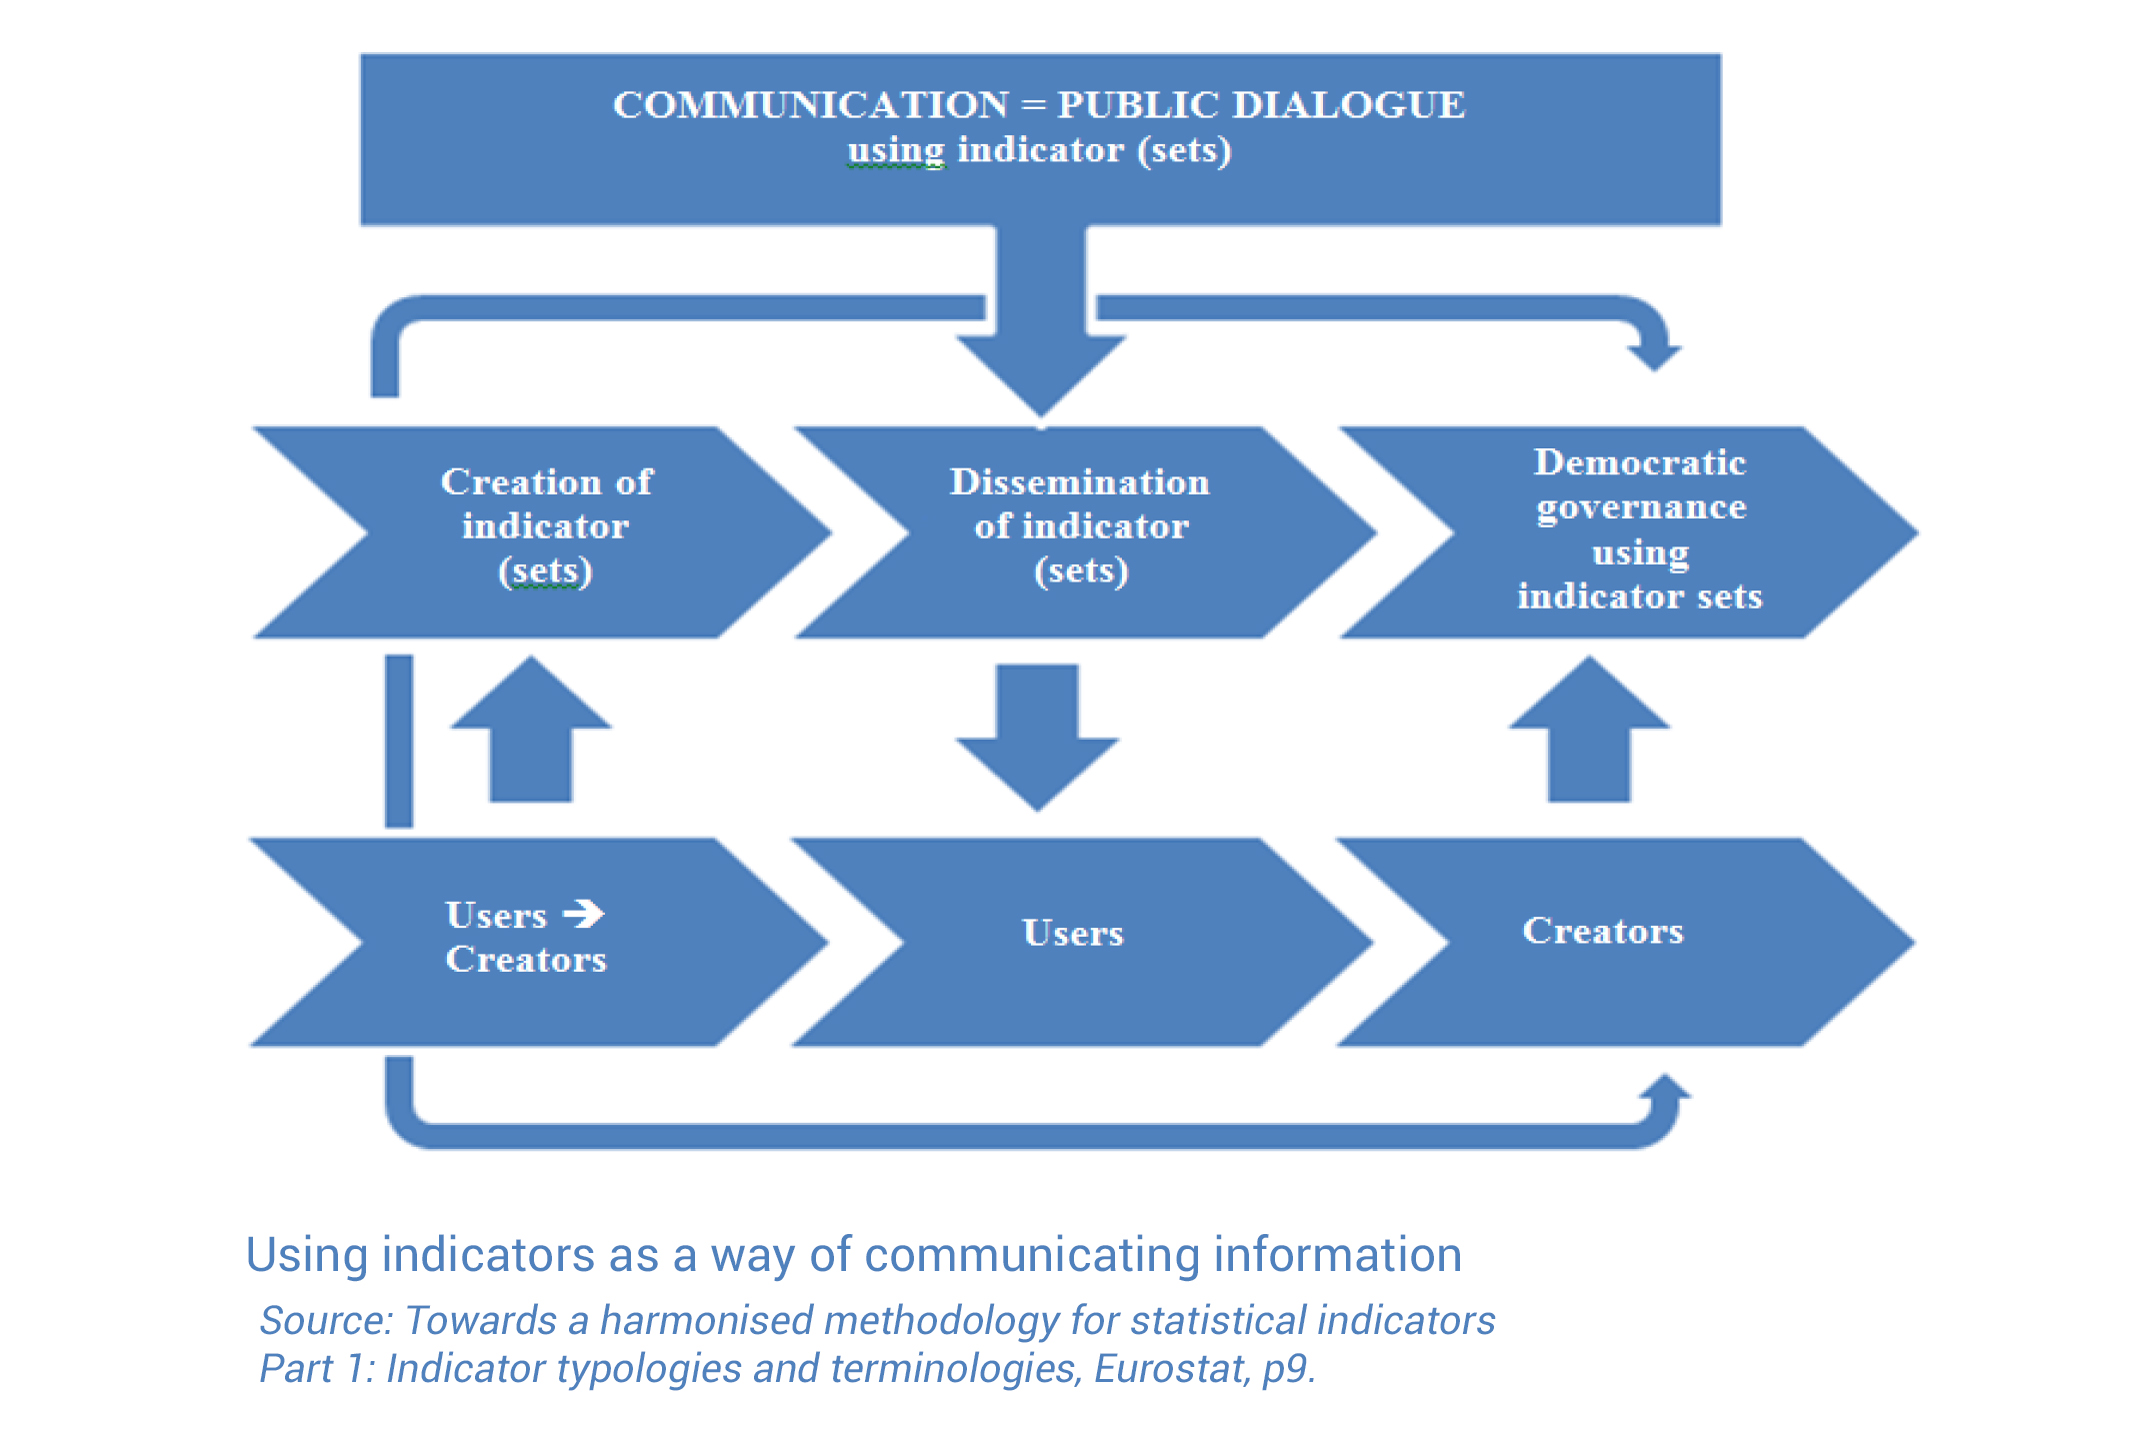 COMMUNICATION = PUBLIC DIALOGUE
using indicator (sets)
Creation of
indicator
(sets)
Dissemination
of indicator
(sets)
Democratic
governance
using
indicator sets
Users ➔
Creators
Users
Creators
Using indicators as a way of communicating information
Source: Towards a harmonised methodology for statistical indicators
Part 1: Indicator typologies and terminologies, Eurostat, p9.